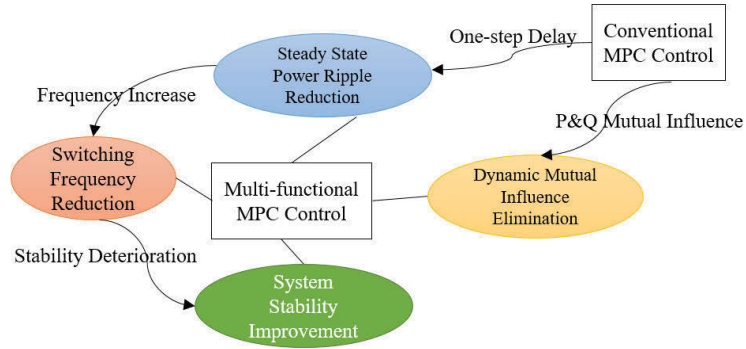 One-step Delay
Conventional
MPC Control
Steady State
Power Ripple
Reduction
Frequency Increase
P&Q Mutual Influence
Switching
Frequency
Reduction
Multi-functional
MPC Control
Dynamic Mutual
Influence
Elimination
Stability Deterioration
System
Stability
Improvement